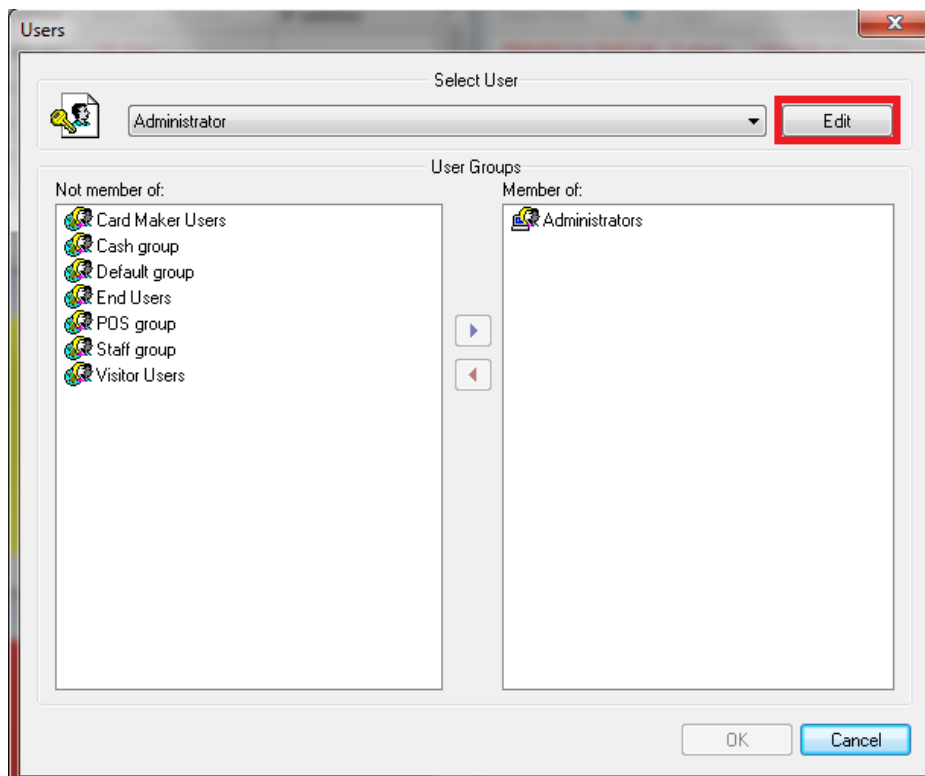 Users
Select User
Administrator
Edit
User Groups
Not member of:
Member of:
Card Maker Users
Cash group
Default group
End Users
POS group
Staff group
Visitor Users
Administrators
OK
Cancel